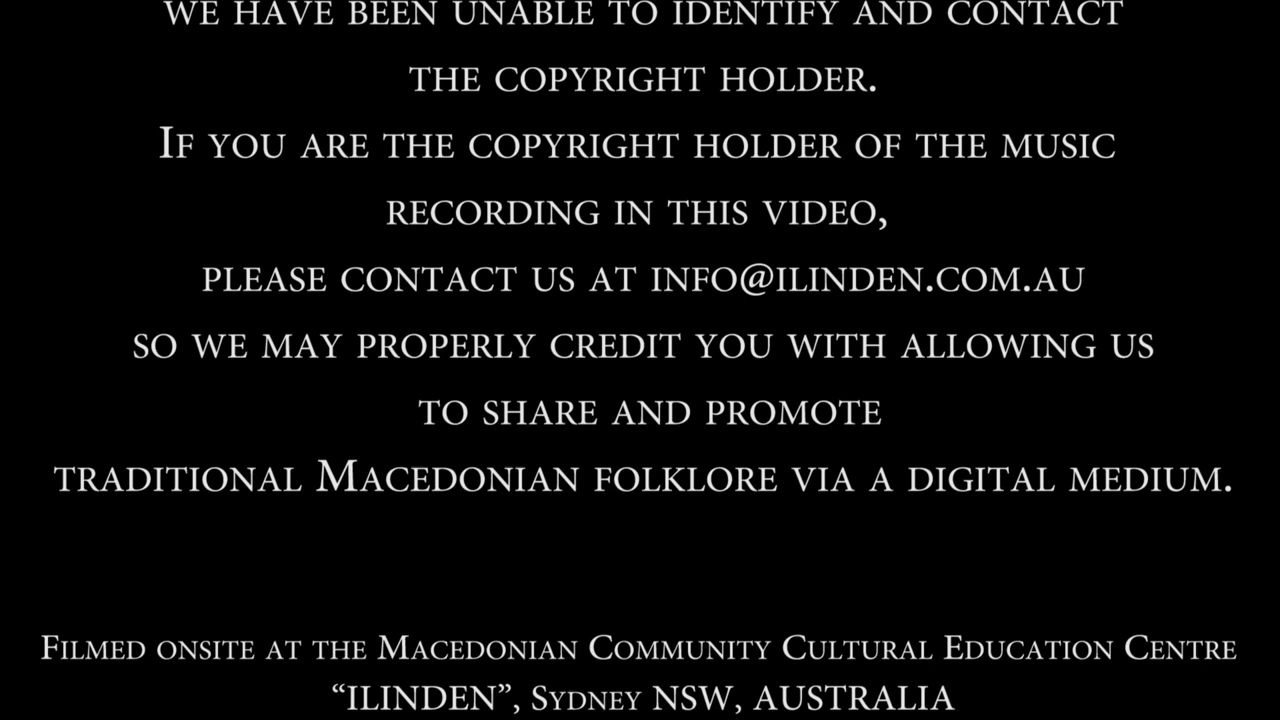 WE HAVE BEEN UNABLE TO IDENTIFY AND CONTACT
THE COPYRIGHT HOLDER.
IF YOU ARE THE COPYRIGHT HOLDER OF THE MUSIC
RECORDING IN THIS VIDEO,
PLEASE CONTACT US AT INFO@ILINDEN.COM.AU
SO WE MAY PROPERLY CREDIT YOU WITH ALLOWING US
TO SHARE AND PROMOTE
TRADITIONAL MACEDONIAN FOLKLORE VIA A DIGITAL MEDIUM.
FILMED ONSITE AT THE MACEDONIAN COMMUNITY CULTURAL EDUCATION CENTRE
“ILINDEN”, SYDNEY NSW, AUSTRALIA